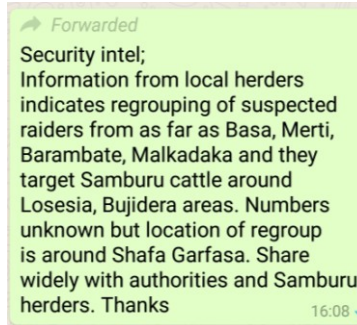 Forwarded
Security intel;
Information from local herders
indicates regrouping of suspected
raiders from as far as Basa, Merti,
Barambate, Malkadaka and they
target Samburu cattle around
Losesia, Bujidera areas. Numbers
unknown but location of regroup
is around Shafa Garfasa. Share
widely with authorities and Samburu
herders. Thanks
16:08